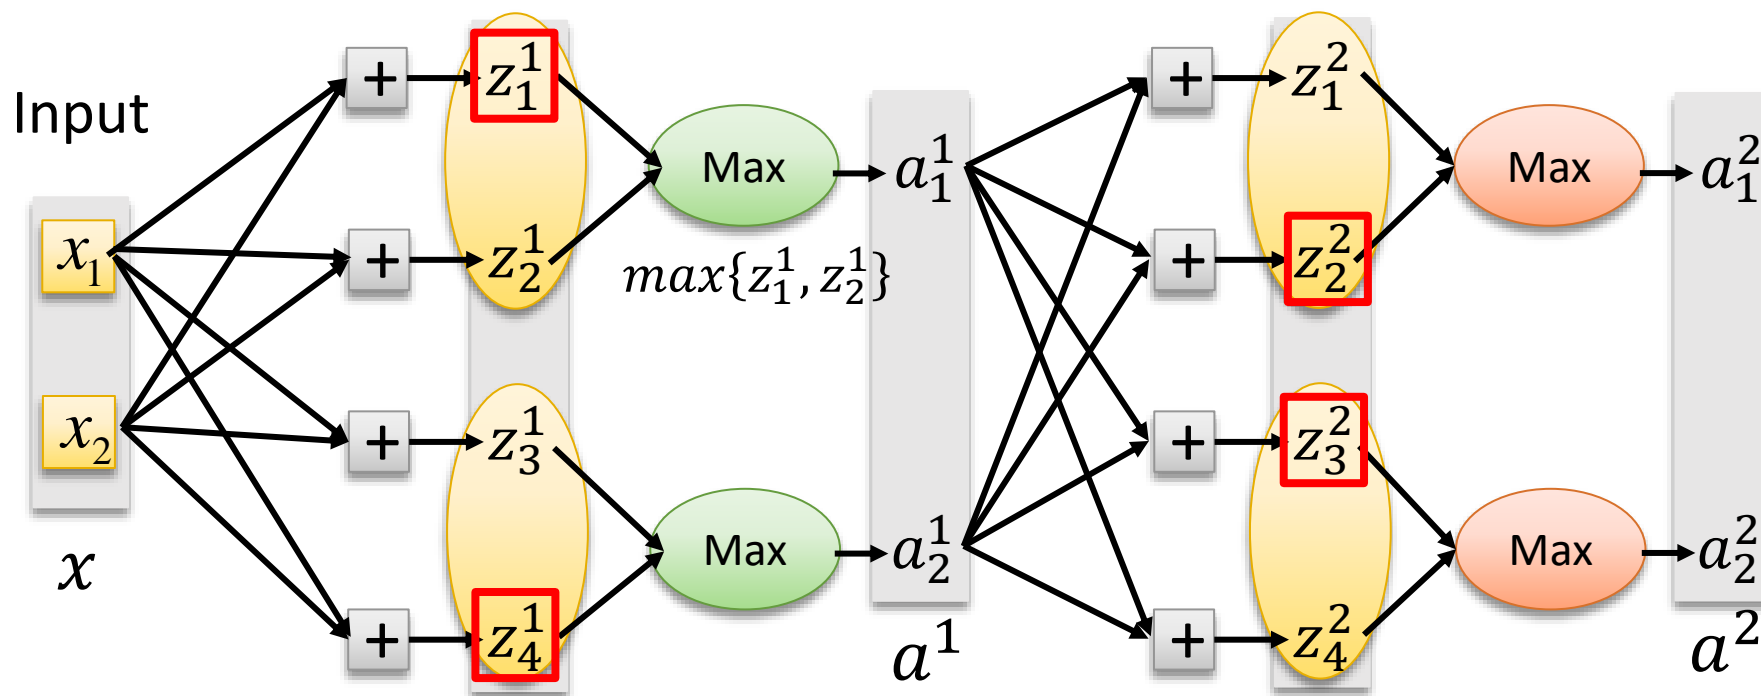 Input
x₁
x₂
x
+
+
+
+
z₁¹
z₂¹
z₃¹
z₄¹
Max
max{z₁¹, z₂¹}
Max
a₁¹
a₂¹
a¹
+
+
+
+
z₁²
z₂²
z₃²
z₄²
Max
Max
a₁²
a₂²
a²